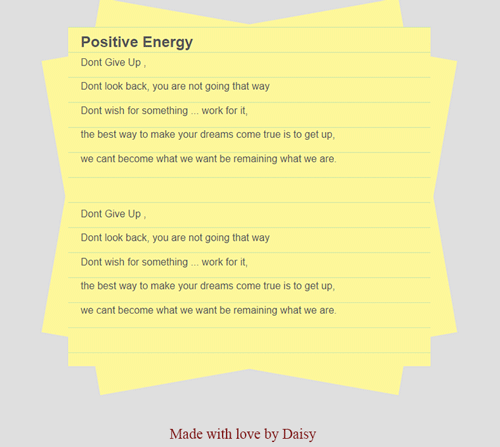 Positive Energy
Dont Give Up ,
Dont look back, you are not going that way
Dont wish for something ... work for it,
the best way to make your dreams come true is to get up,
we cant become what we want be remaining what we are.
Dont Give Up ,
Dont look back, you are not going that way
Dont wish for something ... work for it,
the best way to make your dreams come true is to get up,
we cant become what we want be remaining what we are.
Made with love by Daisy